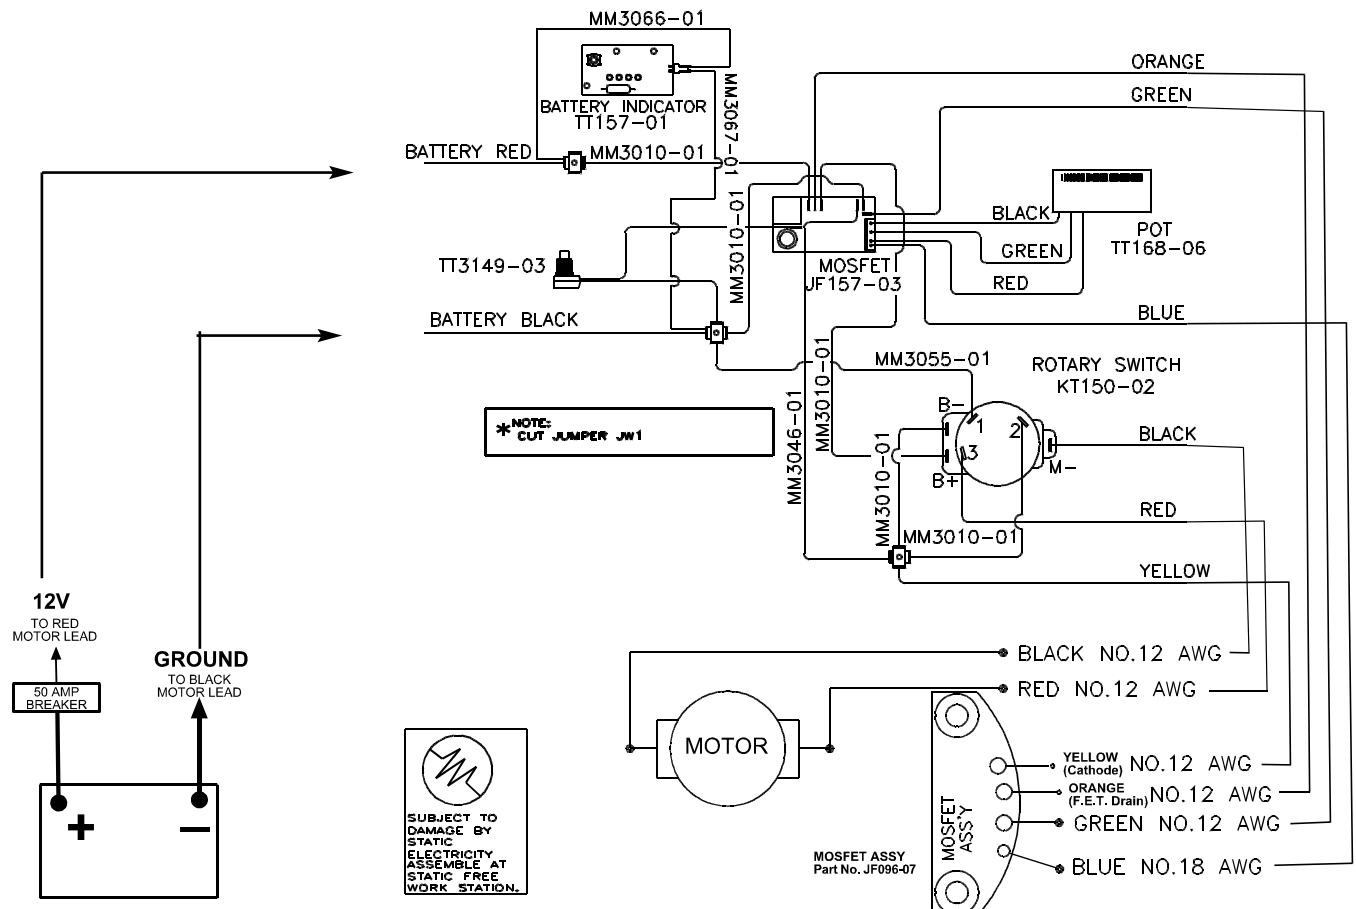 MM3066-01
BATTERY INDICATOR
TT157-01
MM3067-01
ORANGE
GREEN
BATTERY RED
MM3010-01
MM3010-01
BLACK
GREEN
RED
POT
TT168-06
TT3149-03
MOSFET
JF157-03
BATTERY BLACK
BLUE
MM3055-01
ROTARY SWITCH
KT150-02
MM3046-01
MM3010-01
MM3010-01
B-
1
2
3
B+
M-
BLACK
RED
MM3010-01
YELLOW
*NOTE:
CUT JUMPER JW1
12V
TO RED
MOTOR LEAD
50 AMP
BREAKER
GROUND
TO BLACK
MOTOR LEAD
+
-
SUBJECT TO
DAMAGE BY
STATIC
ELECTRICITY
ASSEMBLE AT
STATIC FREE
WORK STATION.
MOTOR
BLACK NO.12 AWG
RED NO.12 AWG
YELLOW
(Cathode) NO.12 AWG
ORANGE
(F.E.T. Drain) NO.12 AWG
GREEN NO.12 AWG
BLUE NO.18 AWG
MOSFET
ASS'Y
MOSFET ASSY
Part No. JF096-07